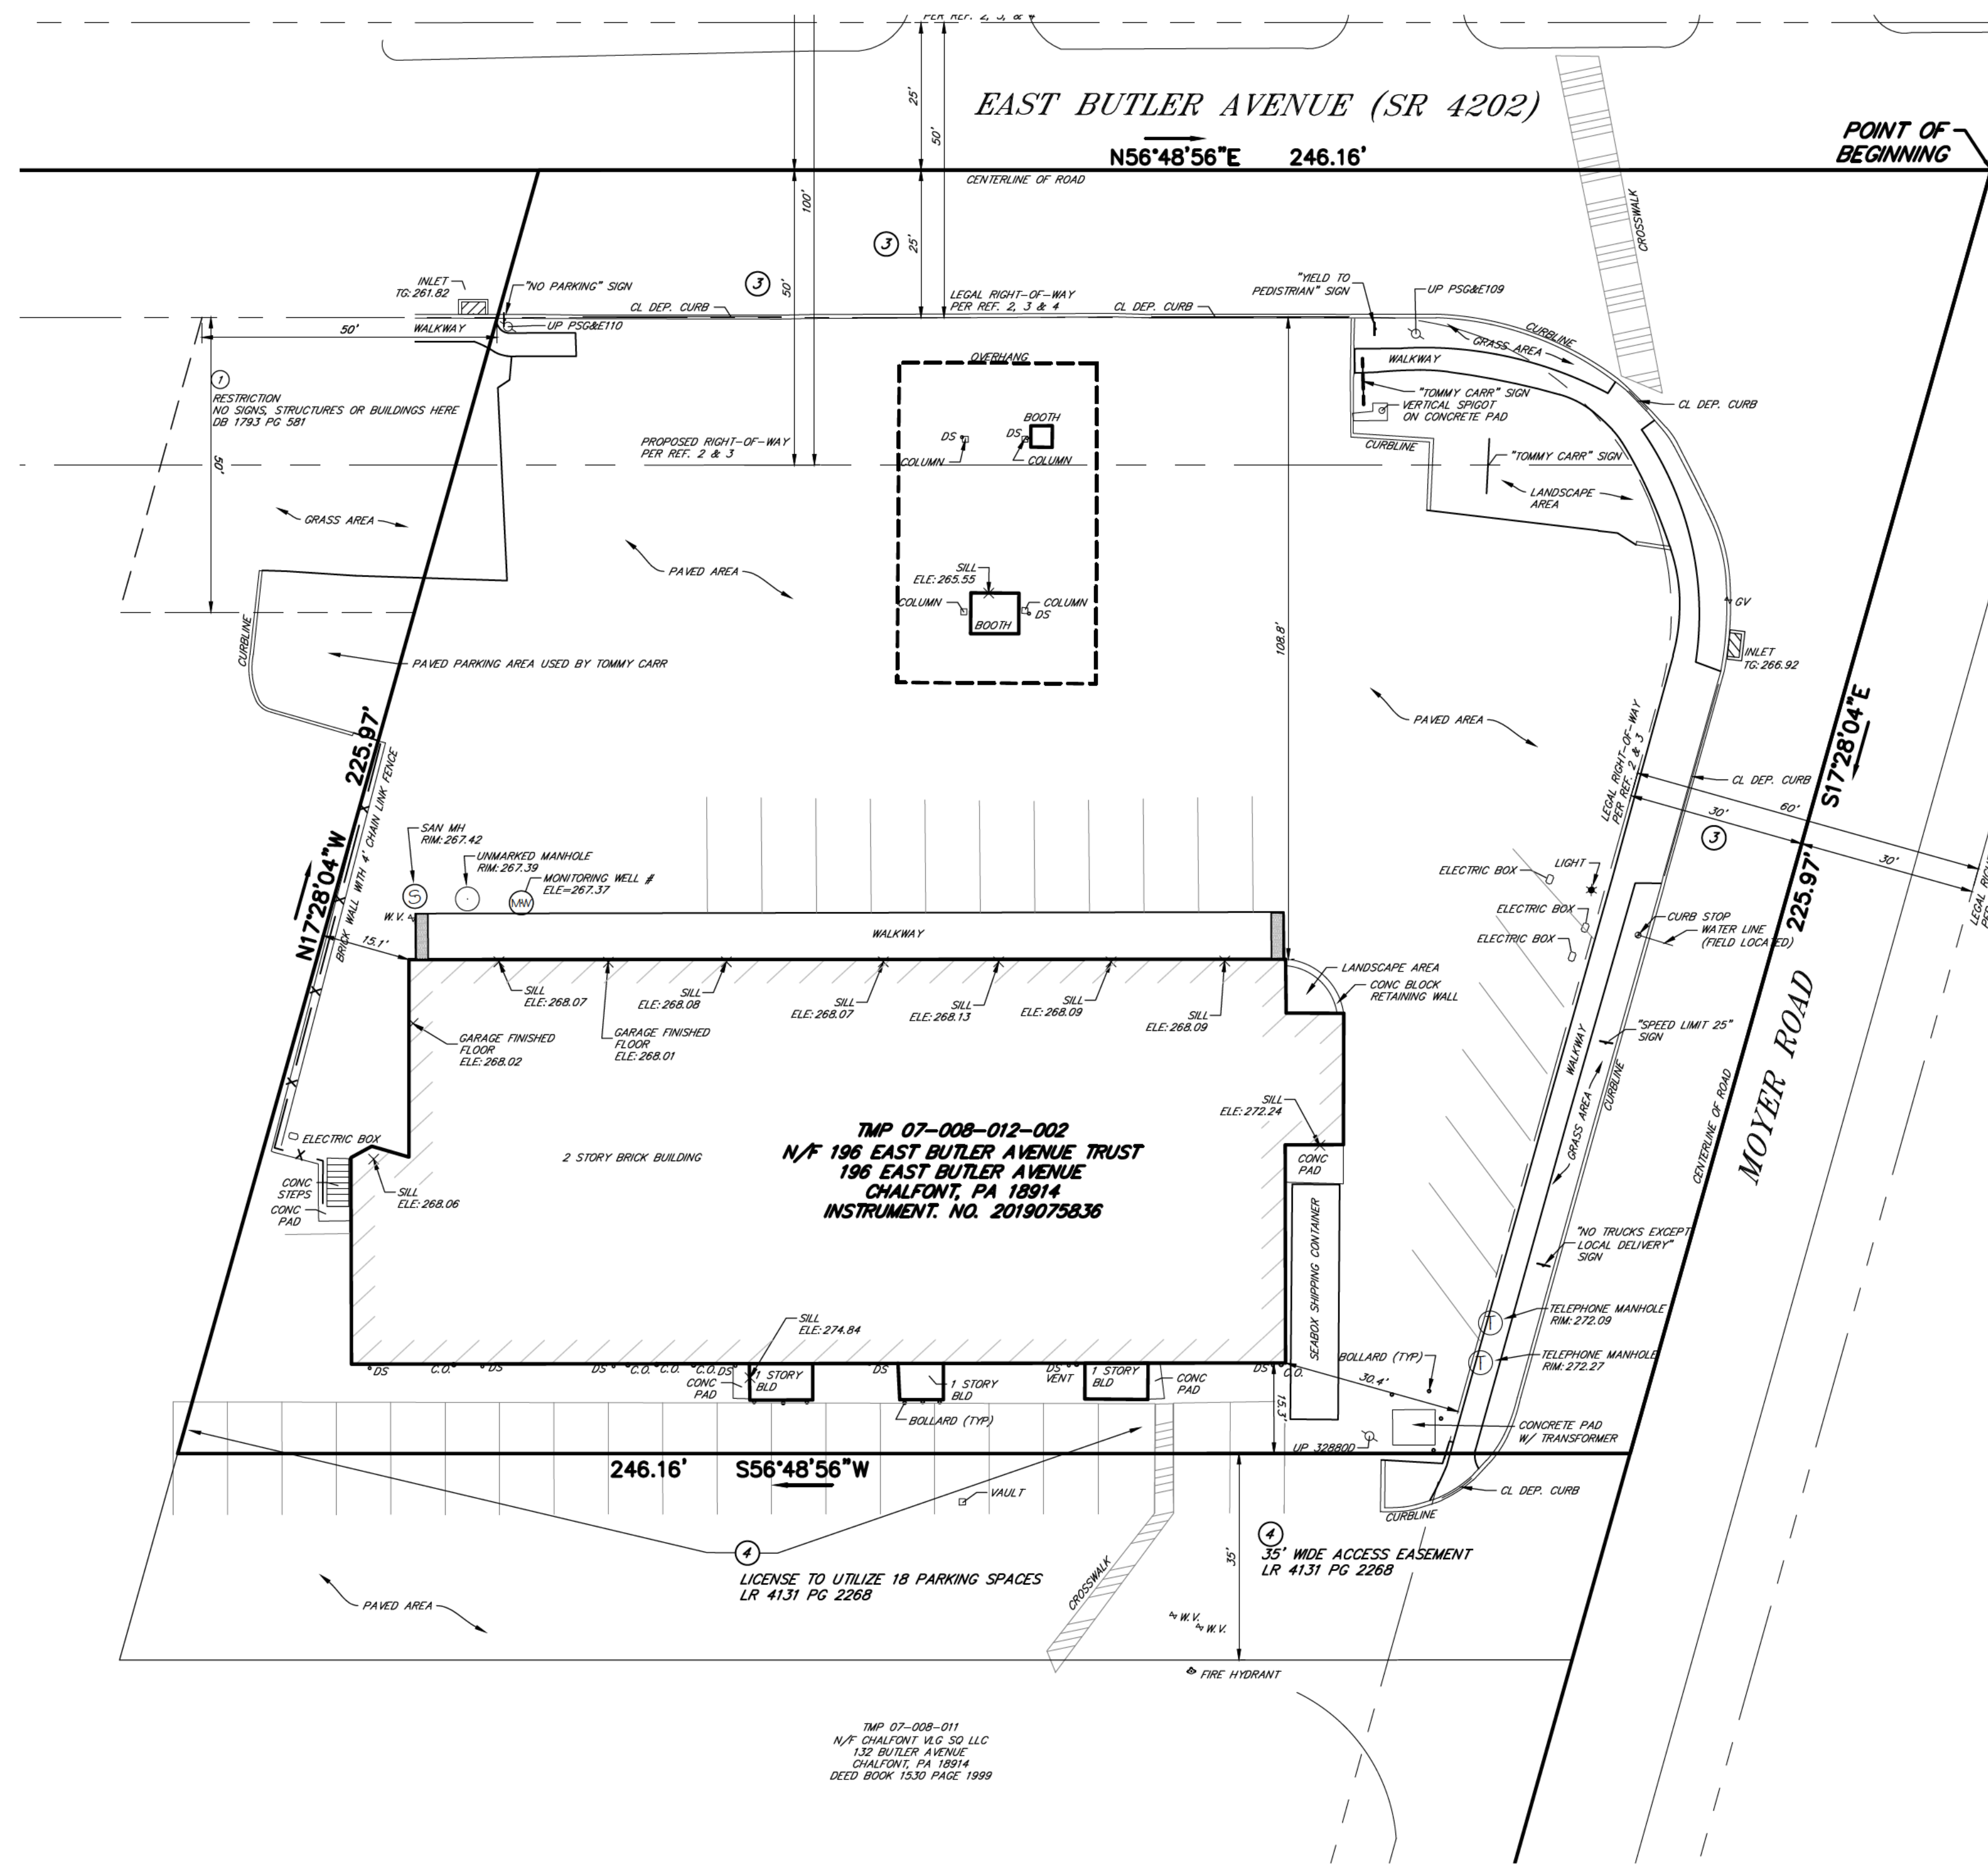 PER REF. 2, 3, & 4
25'
50'
EAST BUTLER AVENUE (SR 4202)
N56°48'56"E 246.16'
CENTERLINE OF ROAD
POINT OF
BEGINNING
CROSSWALK
100'
50'
3
25'
3
INLET
TG: 261.82
"NO PARKING" SIGN
CL DEP. CURB
LEGAL RIGHT-OF-WAY
PER REF. 2, 3 & 4
CL DEP. CURB
"YIELD TO
PEDISTRIAN" SIGN
UP PSG&E109
50'
WALKWAY
UP PSG&E110
CURBLINE
GRASS AREA
WALKWAY
OVERHANG
1
RESTRICTION
NO SIGNS, STRUCTURES OR BUILDINGS HERE
DB 1793 PG 581
50'
"TOMMY CARR" SIGN
VERTICAL SPIGOT
ON CONCRETE PAD
CL DEP. CURB
BOOTH
DS
DS
COLUMN
COLUMN
PROPOSED RIGHT-OF-WAY
PER REF. 2 & 3
CURBLINE
"TOMMY CARR" SIGN
LANDSCAPE
AREA
GRASS AREA
PAVED AREA
SILL
ELE: 265.55
COLUMN
COLUMN
DS
BOOTH
GV
CURBLINE
108.8'
INLET
TG: 266.92
PAVED PARKING AREA USED BY TOMMY CARR
PAVED AREA
LEGAL RIGHT-OF-WAY
PER REF. 2 & 3
S17°28'04"E
225.97'
N17°28'04"W
225.97'
BRICK WALL WITH 4' CHAIN LINK FENCE
CL DEP. CURB
60'
30'
3
30'
LEGAL RIGH
PER
SAN MH
RIM: 267.42
UNMARKED MANHOLE
RIM: 267.39
MONITORING WELL #
ELE=267.37
S
MW
W.V.
15.1'
WALKWAY
ELECTRIC BOX
LIGHT
ELECTRIC BOX
ELECTRIC BOX
CURB STOP
WATER LINE
(FIELD LOCATED)
SILL
ELE: 268.07
SILL
ELE: 268.08
SILL
ELE: 268.07
SILL
ELE: 268.13
SILL
ELE: 268.09
SILL
ELE: 268.09
LANDSCAPE AREA
CONC BLOCK
RETAINING WALL
GARAGE FINISHED
FLOOR
ELE: 268.02
GARAGE FINISHED
FLOOR
ELE: 268.01
"SPEED LIMIT 25"
SIGN
WALKWAY
GRASS AREA
CURBLINE
CENTERLINE OF ROAD
MOYER ROAD
SILL
ELE: 272.24
CONC
PAD
ELECTRIC BOX
CONC
STEPS
CONC
PAD
SILL
ELE: 268.06
2 STORY BRICK BUILDING
TMP 07-008-012-002
N/F 196 EAST BUTLER AVENUE TRUST
196 EAST BUTLER AVENUE
CHALFONT, PA 18914
INSTRUMENT. NO. 2019075836
SEABOX SHIPPING CONTAINER
"NO TRUCKS EXCEPT
LOCAL DELIVERY"
SIGN
TELEPHONE MANHOLE
RIM: 272.09
T
TELEPHONE MANHOLE
RIM: 272.27
T
SILL
ELE: 274.84
DS
C.O.
DS
DS
C.O.
C.O.
C.O.
DS
CONC
PAD
1 STORY
BLD
DS
1 STORY
BLD
BOLLARD (TYP)
DS
VENT
1 STORY
BLD
CONC
PAD
DS
C.O.
15.3'
30.4'
BOLLARD (TYP)
CONCRETE PAD
W/ TRANSFORMER
UP 32880D
246.16' S56°48'56"W
VAULT
CL DEP. CURB
CURBLINE
4
LICENSE TO UTILIZE 18 PARKING SPACES
LR 4131 PG 2268
4
35' WIDE ACCESS EASEMENT
LR 4131 PG 2268
35'
CROSSWALK
PAVED AREA
W.V.
W.V.
FIRE HYDRANT
TMP 07-008-011
N/F CHALFONT VLG SQ LLC
132 BUTLER AVENUE
CHALFONT, PA 18914
DEED BOOK 1530 PAGE 1999